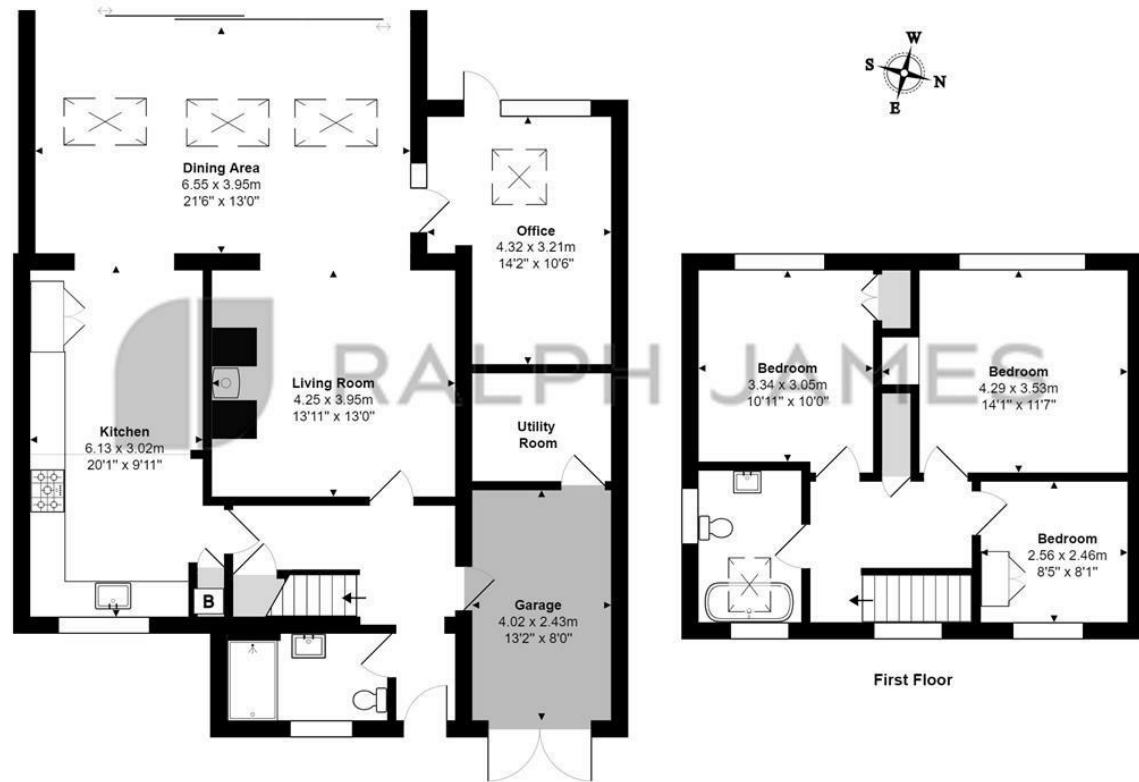 W
S
N
E
Dining Area
6.55 x 3.95m
21'6" x 13'0"
Office
4.32 x 3.21m
14'2" x 10'6"
RALPH JAMES
Living Room
4.25 x 3.95m
13'11" x 13'0"
Kitchen
6.13 x 3.02m
20'1" x 9'11"
Utility
Room
B
Garage
4.02 x 2.43m
13'2" x 8'0"
Bedroom
3.34 x 3.05m
10'11" x 10'0"
Bedroom
4.29 x 3.53m
14'1" x 11'7"
Bedroom
2.56 x 2.46m
8'5" x 8'1"
First Floor